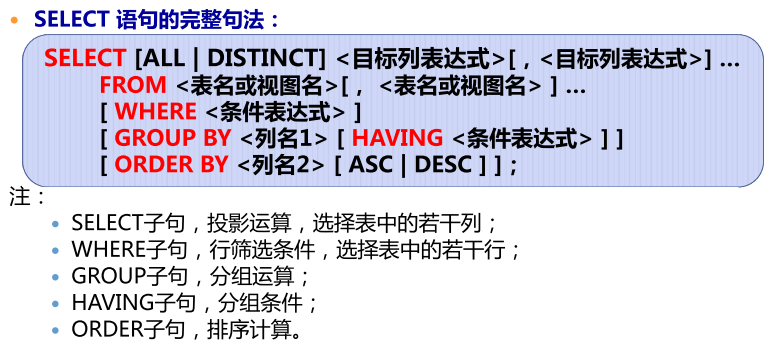 • SELECT 语句的完整句法：
SELECT [ALL | DISTINCT] <目标列表达式>[，<目标列表达式>] …
FROM <表名或视图名>[， <表名或视图名> ] …
[ WHERE <条件表达式> ]
[ GROUP BY <列名1> [ HAVING <条件表达式> ] ]
[ ORDER BY <列名2> [ ASC | DESC ] ]；
注：
• SELECT子句，投影运算，选择表中的若干列；
• WHERE子句，行筛选条件，选择表中的若干行；
• GROUP子句，分组运算；
• HAVING子句，分组条件；
• ORDER子句，排序计算。